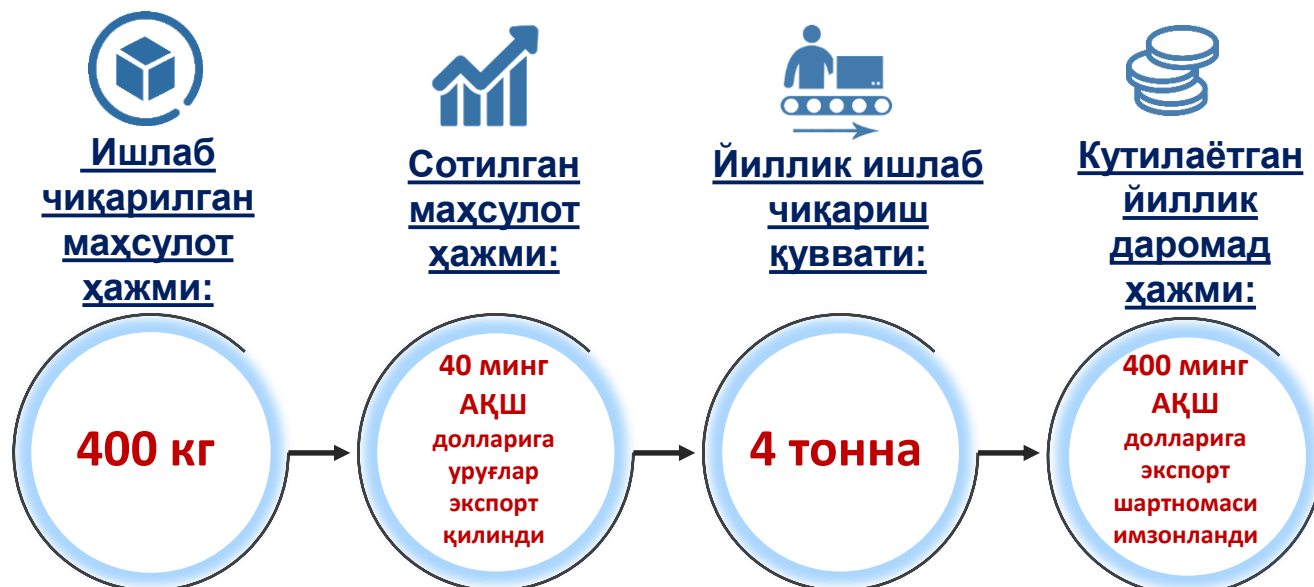 Ишлаб
чиқарилган
маҳсулот
ҳажми:
400 кг
Сотилган
маҳсулот
ҳажми:
40 минг
АҚШ
долларига
уруғлар
экспорт
қилинди
Йиллик ишлаб
чиқариш
қуввати:
4 тонна
Кутилаётган
йиллик
даромад
ҳажми:
400 минг
АҚШ
долларига
экспорт
шартномаси
имзонланди